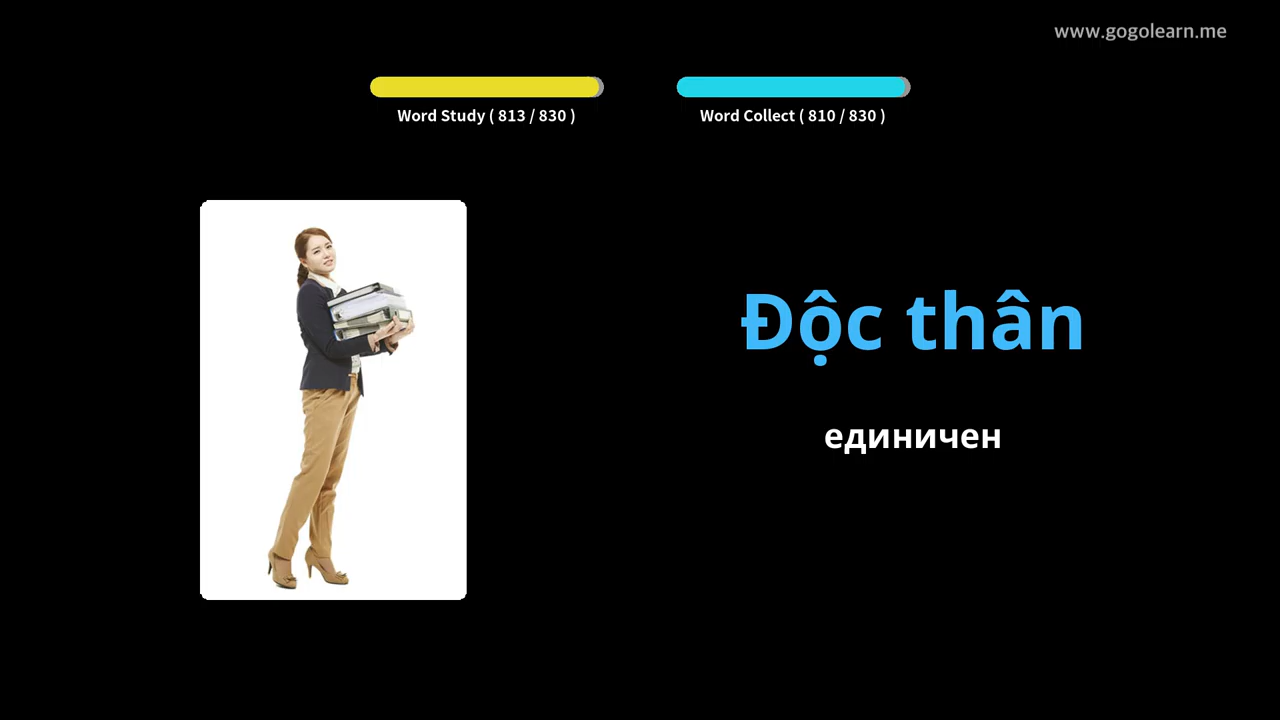 www.gogolearn.me
Word Study ( 813 / 830 )
Word Collect ( 810 / 830 )
Độc thân
единичен